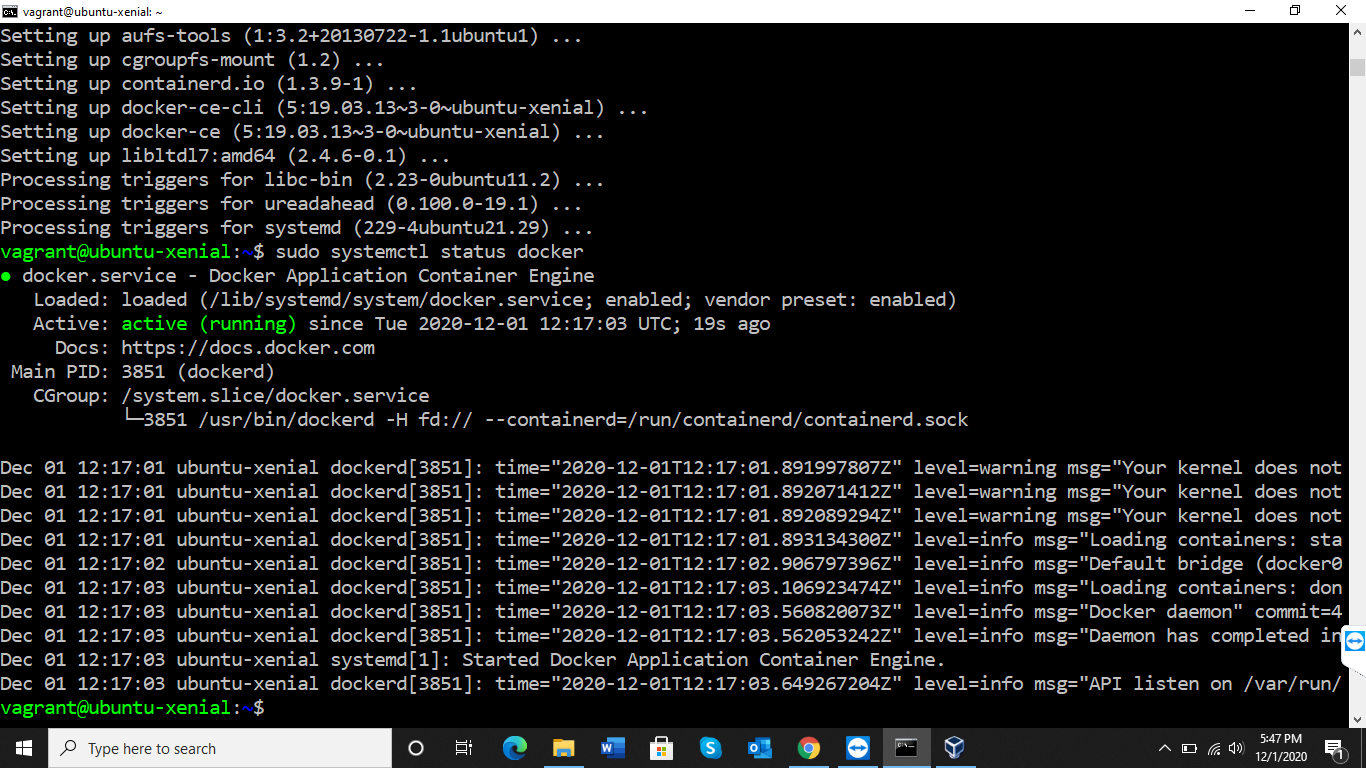 vagrant@ubuntu-xenial: ~
Setting up aufs-tools (1:3.2+20130722-1.1ubuntu1) ...
Setting up cgroupfs-mount (1.2) ...
Setting up containerd.io (1.3.9-1) ...
Setting up docker-ce-cli (5:19.03.13~3-0~ubuntu-xenial) ...
Setting up docker-ce (5:19.03.13~3-0~ubuntu-xenial) ...
Setting up libltdl7:amd64 (2.4.6-0.1) ...
Processing triggers for libc-bin (2.23-0ubuntu11.2) ...
Processing triggers for ureadahead (0.100.0-19.1) ...
Processing triggers for systemd (229-4ubuntu21.29) ...
vagrant@ubuntu-xenial:~$ sudo systemctl status docker
● docker.service - Docker Application Container Engine
   Loaded: loaded (/lib/systemd/system/docker.service; enabled; vendor preset: enabled)
   Active: active (running) since Tue 2020-12-01 12:17:03 UTC; 19s ago
     Docs: https://docs.docker.com
 Main PID: 3851 (dockerd)
   CGroup: /system.slice/docker.service
           └─3851 /usr/bin/dockerd -H fd:// --containerd=/run/containerd/containerd.sock
Dec 01 12:17:01 ubuntu-xenial dockerd[3851]: time="2020-12-01T12:17:01.891997807Z" level=warning msg="Your kernel does not
Dec 01 12:17:01 ubuntu-xenial dockerd[3851]: time="2020-12-01T12:17:01.892071412Z" level=warning msg="Your kernel does not
Dec 01 12:17:01 ubuntu-xenial dockerd[3851]: time="2020-12-01T12:17:01.892089294Z" level=warning msg="Your kernel does not
Dec 01 12:17:01 ubuntu-xenial dockerd[3851]: time="2020-12-01T12:17:01.893134300Z" level=info msg="Loading containers: sta
Dec 01 12:17:02 ubuntu-xenial dockerd[3851]: time="2020-12-01T12:17:02.906797396Z" level=info msg="Default bridge (docker0
Dec 01 12:17:03 ubuntu-xenial dockerd[3851]: time="2020-12-01T12:17:03.106923474Z" level=info msg="Loading containers: don
Dec 01 12:17:03 ubuntu-xenial dockerd[3851]: time="2020-12-01T12:17:03.560820073Z" level=info msg="Docker daemon" commit=4
Dec 01 12:17:03 ubuntu-xenial dockerd[3851]: time="2020-12-01T12:17:03.562053242Z" level=info msg="Daemon has completed in
Dec 01 12:17:03 ubuntu-xenial systemd[1]: Started Docker Application Container Engine.
Dec 01 12:17:03 ubuntu-xenial dockerd[3851]: time="2020-12-01T12:17:03.649267204Z" level=info msg="API listen on /var/run/
vagrant@ubuntu-xenial:~$
Type here to search
5:47 PM
12/1/2020
1